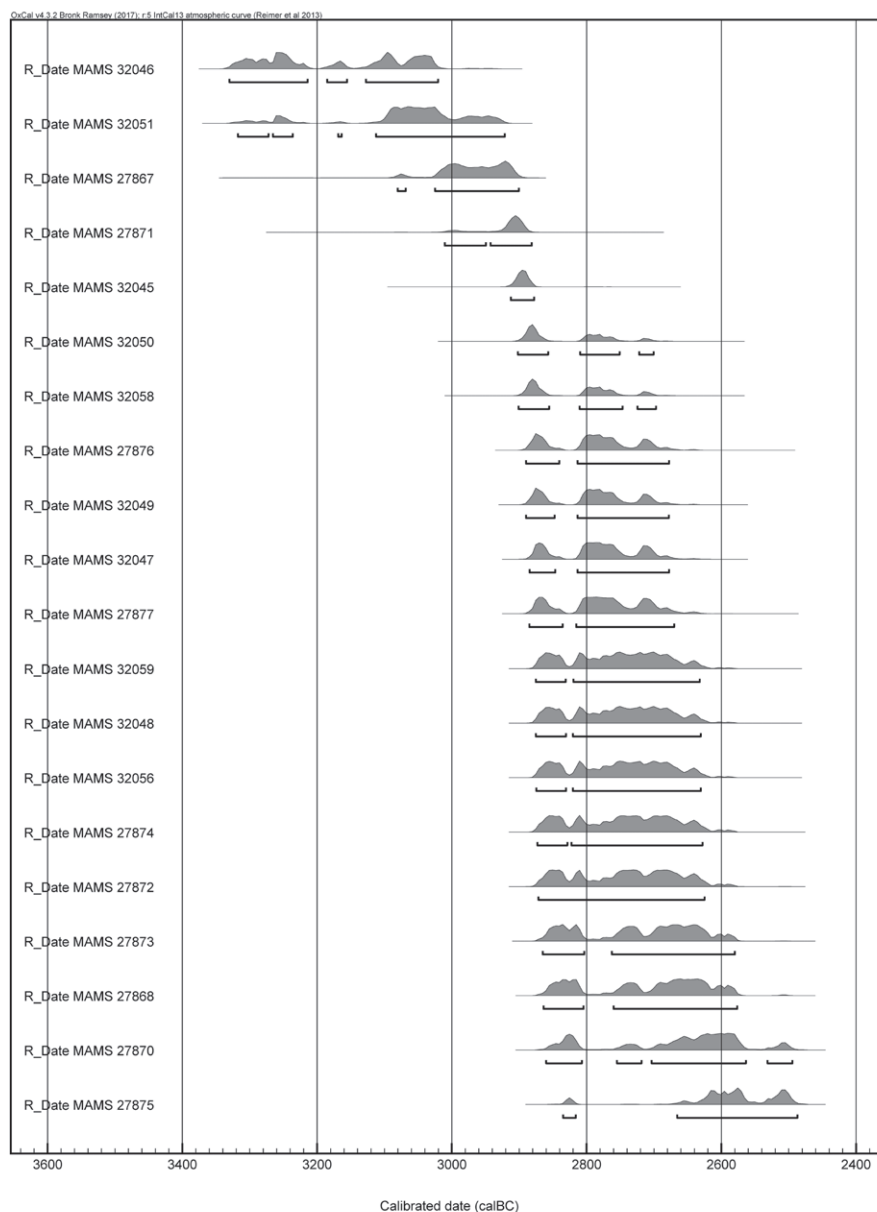 OxCal v4.3.2 Bronk Ramsey (2017); r:5 IntCal13 atmospheric curve (Reimer et al 2013)
R_Date MAMS 32046
R_Date MAMS 32051
R_Date MAMS 27867
R_Date MAMS 27871
R_Date MAMS 32045
R_Date MAMS 32050
R_Date MAMS 32058
R_Date MAMS 27876
R_Date MAMS 32049
R_Date MAMS 32047
R_Date MAMS 27877
R_Date MAMS 32059
R_Date MAMS 32048
R_Date MAMS 32056
R_Date MAMS 27874
R_Date MAMS 27872
R_Date MAMS 27873
R_Date MAMS 27868
R_Date MAMS 27870
R_Date MAMS 27875
3600 3400 3200 3000 2800 2600 2400
Calibrated date (calBC)